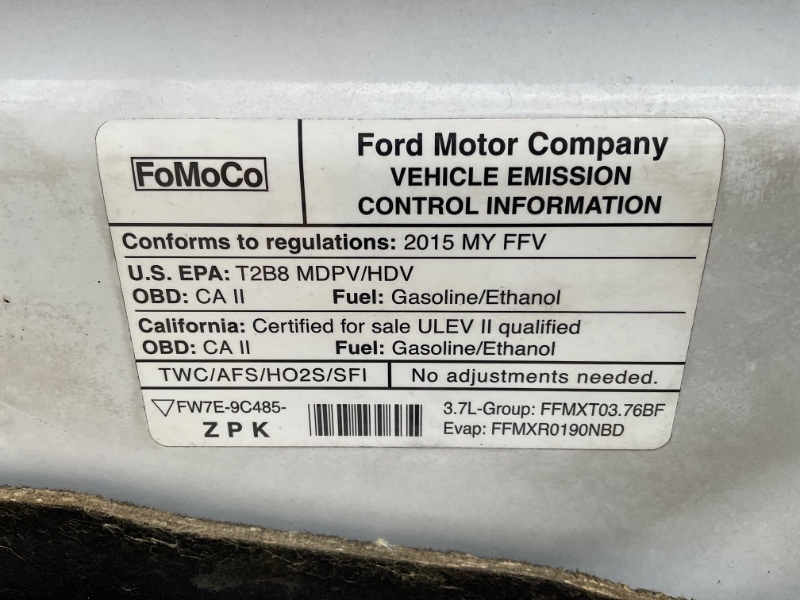 FoMoCo
Ford Motor Company
VEHICLE EMISSION
CONTROL INFORMATION
Conforms to regulations: 2015 MY FFV
U.S. EPA: T2B8 MDPV/HDV
OBD: CA II Fuel: Gasoline/Ethanol
California: Certified for sale ULEV II qualified
OBD: CA II Fuel: Gasoline/Ethanol
TWC/AFS/HO2S/SFI No adjustments needed.
FW7E-9C485-
ZPK
3.7L-Group: FFMXT03.76BF
Evap: FFMXR0190NBD